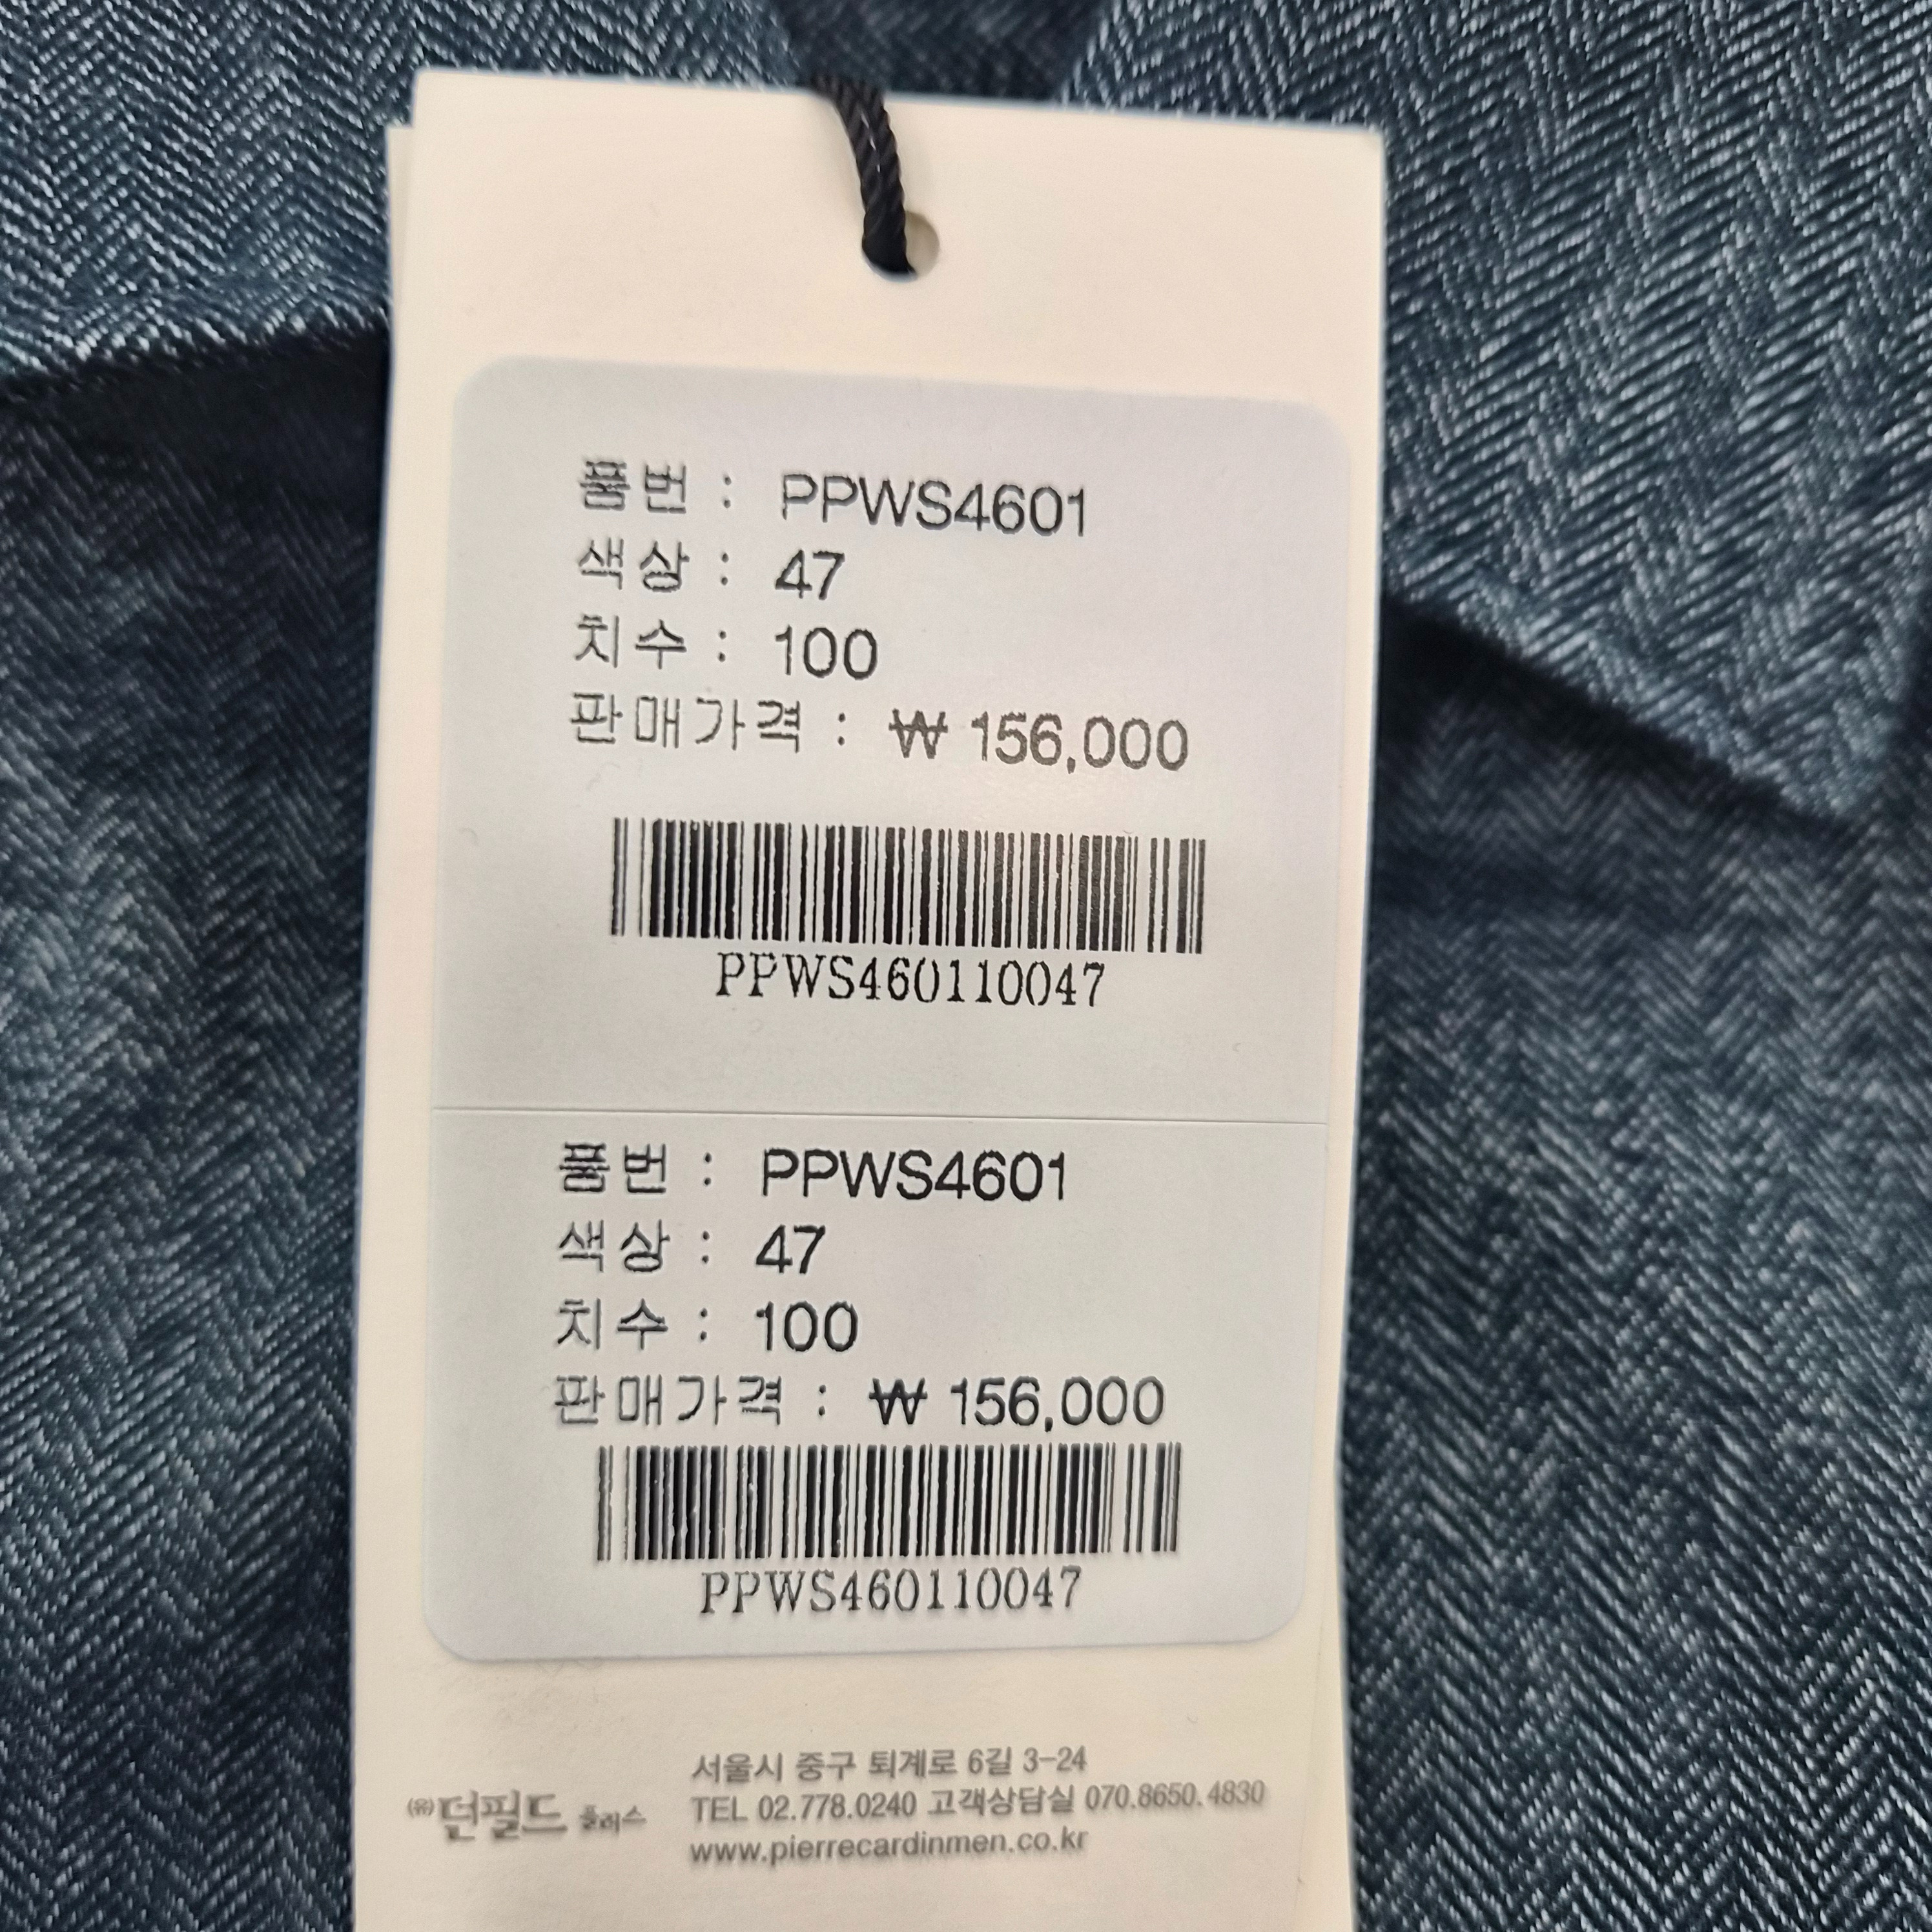 품번 : PPWS4601
색상 : 47
치수 : 100
판매가격 : ₩ 156,000
PPWS460110047
품번 : PPWS4601
색상 : 47
치수 : 100
판매가격 : ₩ 156,000
PPWS460110047
㈲던필드 플러스
서울시 중구 퇴계로 6길 3-24
TEL 02.778.0240 고객상담실 070.8650.4830
www.pierrecardinmen.co.kr